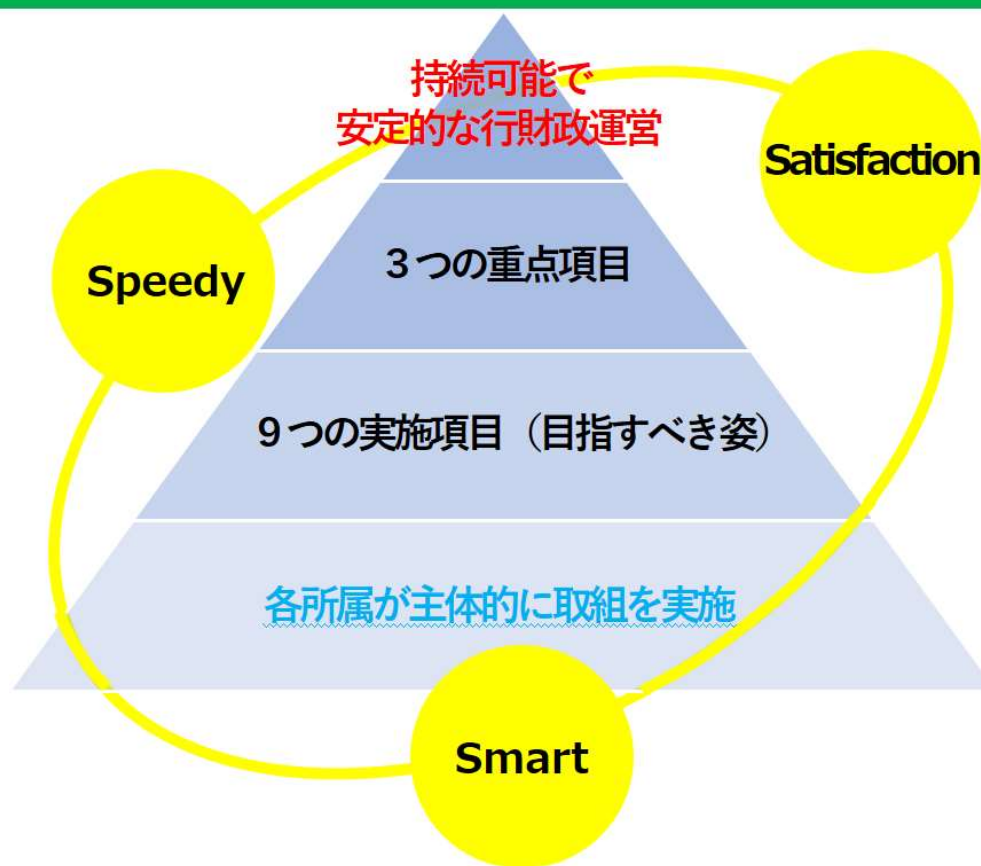 持続可能で
安定的な行財政運営
Satisfaction
Speedy
３つの重点項目
９つの実施項目（目指すべき姿）
各所属が主体的に取組を実施
Smart